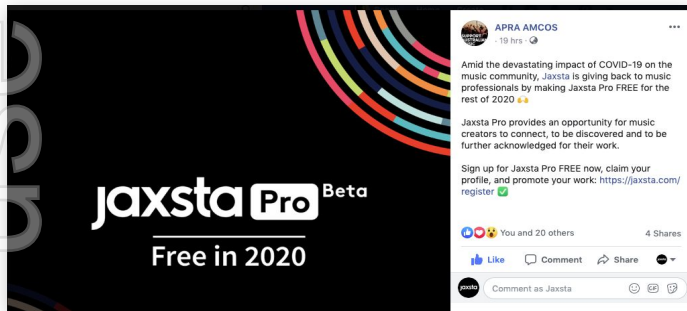 jaxsta Pro Beta
Free in 2020
APRA AMCOS
19 hrs ·
Amid the devastating impact of COVID-19 on the
music community, Jaxsta is giving back to music
professionals by making Jaxsta Pro FREE for the
rest of 2020 🙌
Jaxsta Pro provides an opportunity for music
creators to connect, to be discovered and to be
further acknowledged for their work.
Sign up for Jaxsta Pro FREE now, claim your
profile, and promote your work: https://jaxsta.com/
register ✅
You and 20 others 4 Shares
Like Comment Share
jaxsta Comment as Jaxsta GIF